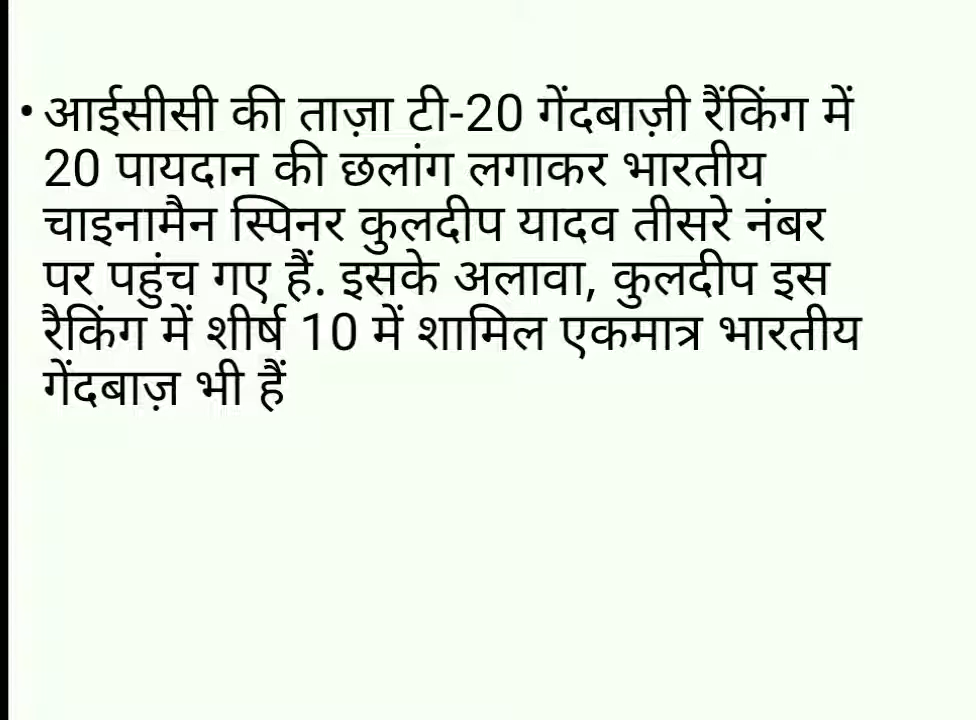 • आईसीसी की ताज़ा टी-20 गेंदबाज़ी रैंकिंग में
20 पायदान की छलांग लगाकर भारतीय
चाइनामैन स्पिनर कुलदीप यादव तीसरे नंबर
पर पहुंच गए हैं. इसके अलावा, कुलदीप इस
रैकिंग में शीर्ष 10 में शामिल एकमात्र भारतीय
गेंदबाज़ भी हैं